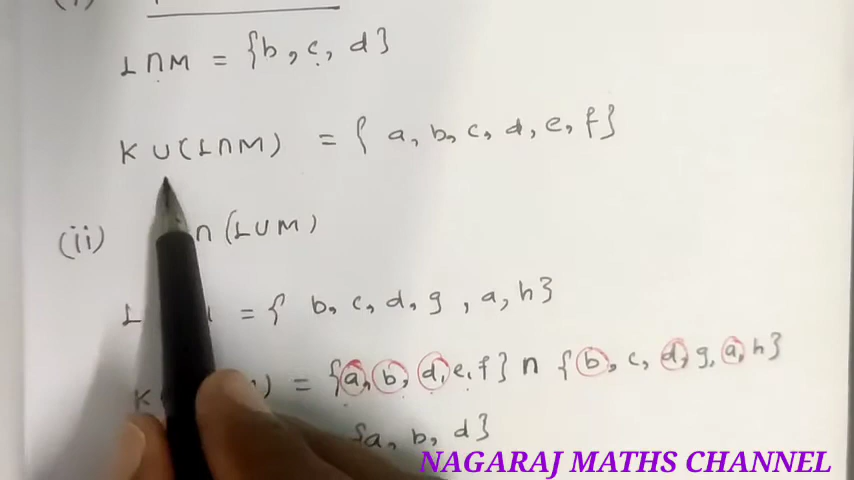 (i)
L ∩ M = {b, c, d}
K ∪ (L ∩ M) = { a, b, c, d, e, f}
(ii) ∩ (L ∪ M)
L = { b, c, d, g , a, h}
K ) = {a, b, d, e, f} ∩ {b, c, d, g, a, h}
{a, b, d}
NAGARAJ MATHS CHANNEL